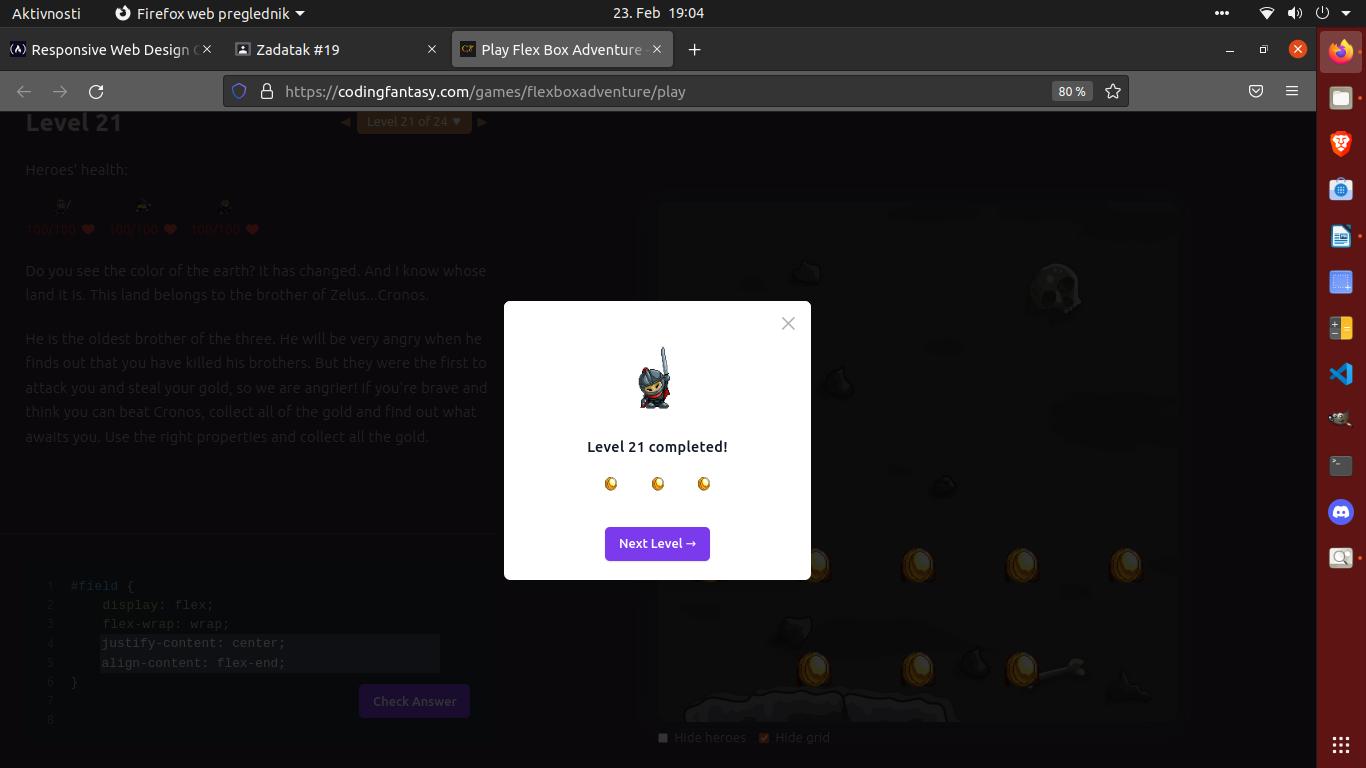 Aktivnosti
Firefox web preglednik
23. Feb 19:04
Responsive Web Design
Zadatak #19
Play Flex Box Adventure
https://codingfantasy.com/games/flexboxadventure/play
80 %
Level 21
◀ Level 21 of 24 ▼ ▶
Heroes' health:
100/100 100/100 100/100
Do you see the color of the earth? It has changed. And I know whose
land it is. This land belongs to the brother of Zelus...Cronos.
He is the oldest brother of the three. He will be very angry when he
finds out that you have killed his brothers. But they were the first to
attack you and steal your gold, so we are angrier! If you're brave and
think you can beat Cronos, collect all of the gold and find out what
awaits you. Use the right properties and collect all the gold.
1 #field {
2 display: flex;
3 flex-wrap: wrap;
4 justify-content: center;
5 align-content: flex-end;
6 }
7
8
Check Answer
Level 21 completed!
Next Level →
Hide heroes
Hide grid